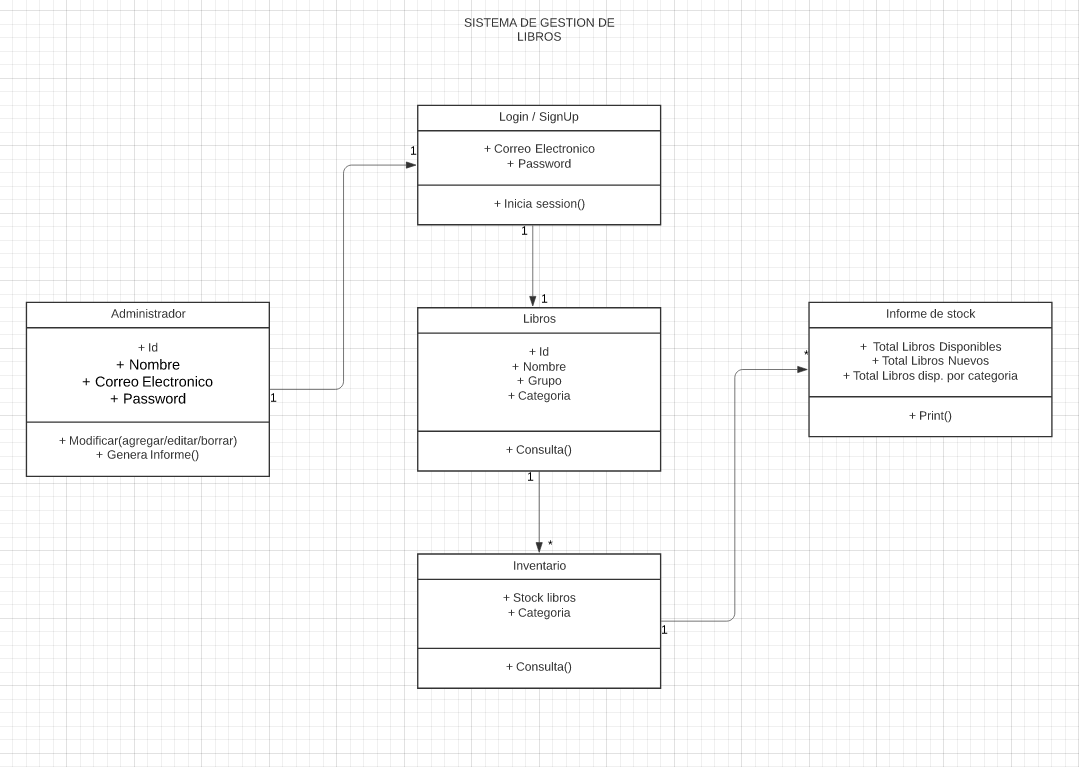 SISTEMA DE GESTION DE
LIBROS
Login / SignUp
+ Correo Electronico
+ Password
+ Inicia session()
1
1
1
Administrador
+ Id
+ Nombre
+ Correo Electronico
+ Password
+ Modificar(agregar/editar/borrar)
+ Genera Informe()
1
Libros
+ Id
+ Nombre
+ Grupo
+ Categoria
+ Consulta()
1
*
Inventario
+ Stock libros
+ Categoria
+ Consulta()
1
*
Informe de stock
+ Total Libros Disponibles
+ Total Libros Nuevos
+ Total Libros disp. por categoria
+ Print()